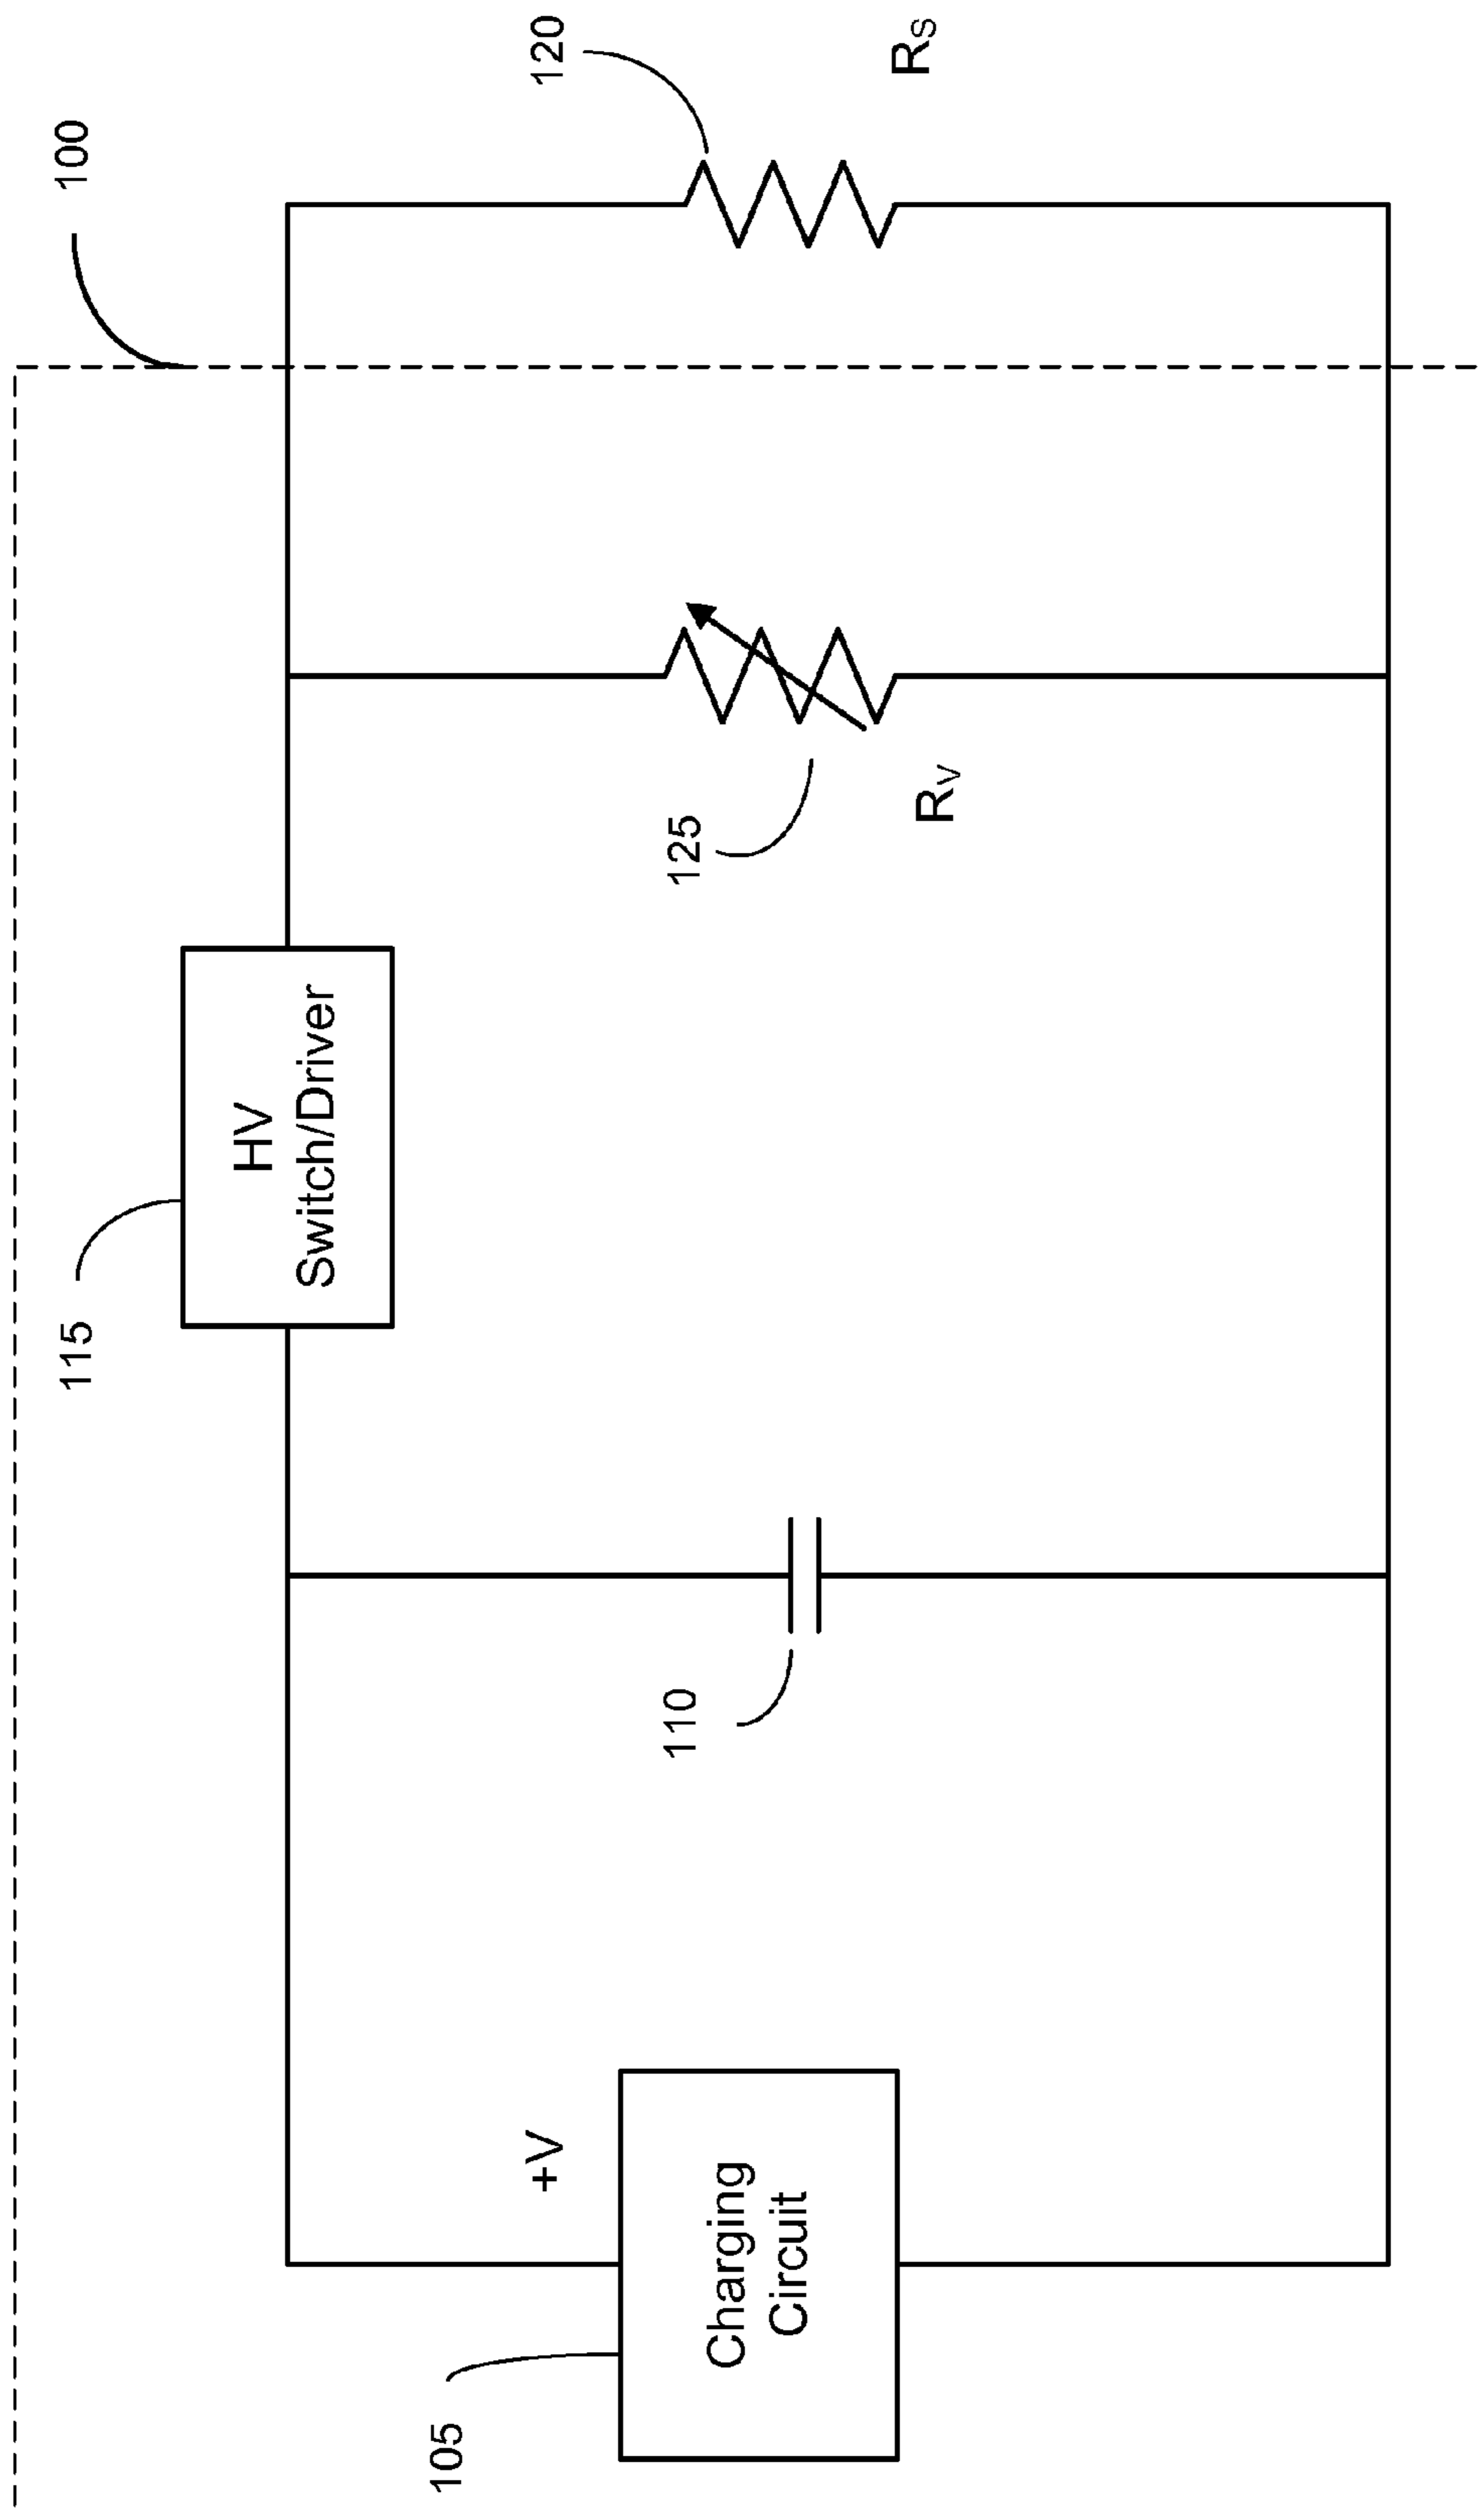 100
115
HV
Switch/Driver
120
105
+V
110
125
Charging
Circuit
RV
RS